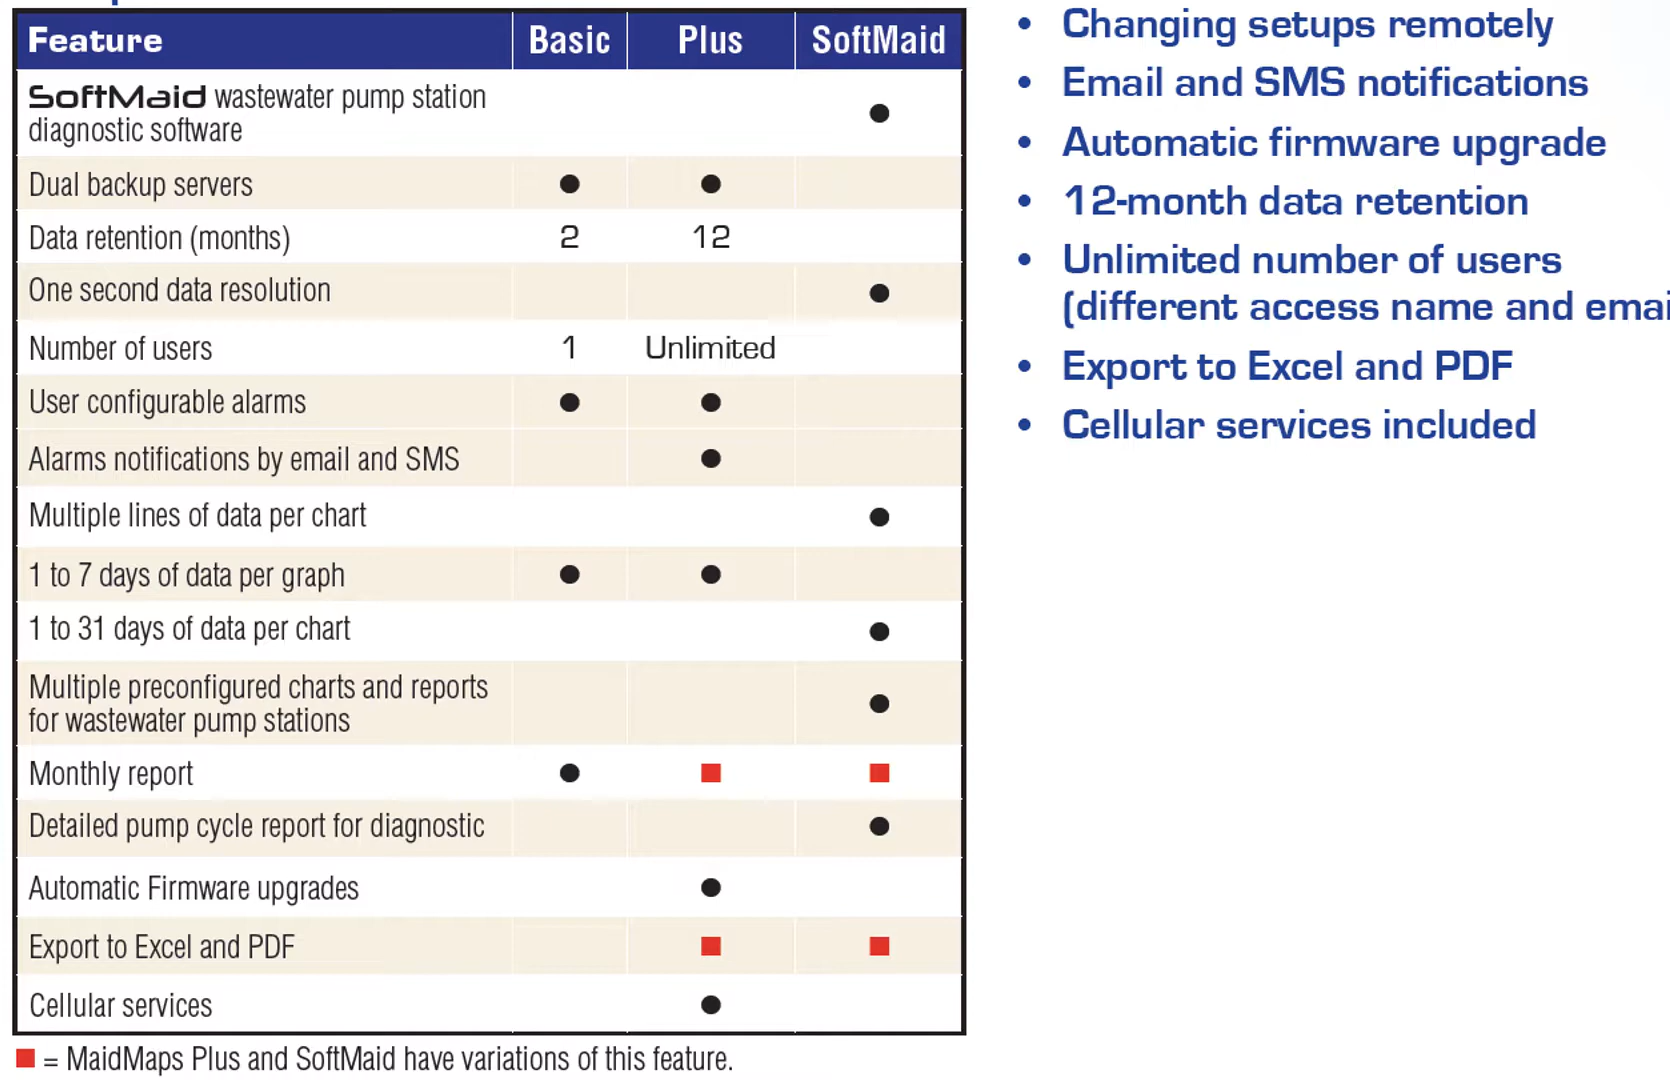 Feature Basic Plus SoftMaid
SoftMaid wastewater pump station
diagnostic software ●
Dual backup servers ● ●
Data retention (months) 2 12
One second data resolution ●
Number of users 1 Unlimited
User configurable alarms ● ●
Alarms notifications by email and SMS ●
Multiple lines of data per chart ●
1 to 7 days of data per graph ● ●
1 to 31 days of data per chart ●
Multiple preconfigured charts and reports
for wastewater pump stations ●
Monthly report ● ■ ■
Detailed pump cycle report for diagnostic ●
Automatic Firmware upgrades ●
Export to Excel and PDF ■ ■
Cellular services ●
■ = MaidMaps Plus and SoftMaid have variations of this feature.
• Changing setups remotely
• Email and SMS notifications
• Automatic firmware upgrade
• 12-month data retention
• Unlimited number of users
(different access name and emai
• Export to Excel and PDF
• Cellular services included